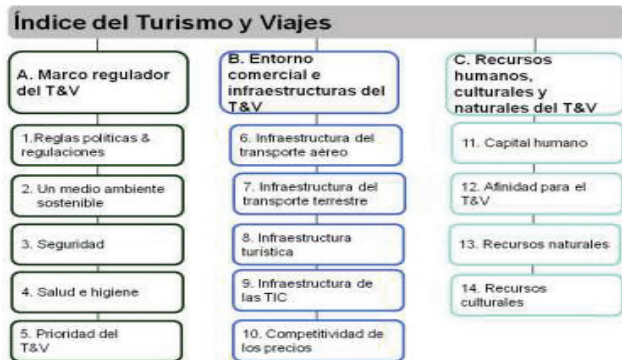 Índice del Turismo y Viajes
A. Marco regulador
del T&V
1.Reglas políticas &
regulaciones
2. Un medio ambiente
sostenible
3. Seguridad
4. Salud e higiene
5. Prioridad del
T&V
B. Entorno
comercial e
infraestructuras del
T&V
6. Infraestructura del
transporte aéreo
7. Infraestructura del
transporte terrestre
8. Infraestructura
turística
9. Infraestructura de
las TIC
10. Competitividad de
los precios
C. Recursos
humanos,
culturales y
naturales del T&V
11. Capital humano
12. Afinidad para el
T&V
13. Recursos naturales
14. Recursos
culturales